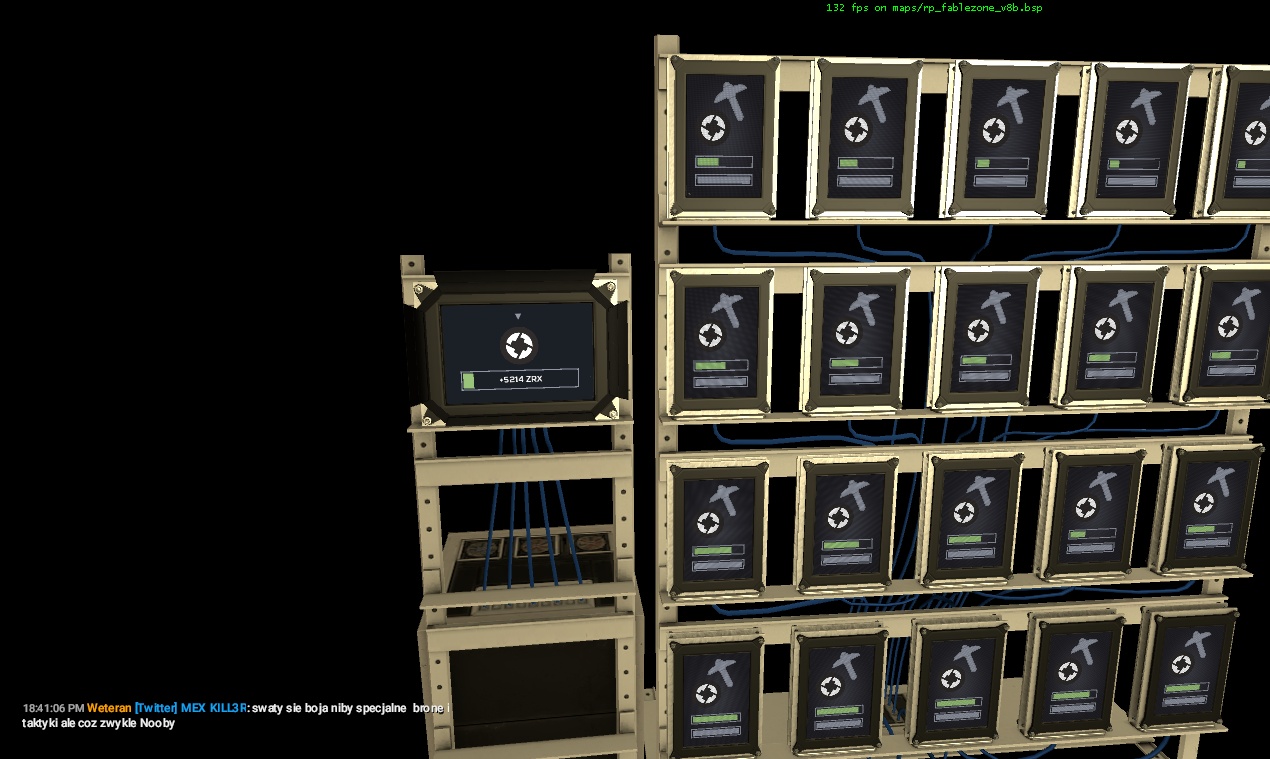 132 fps on maps/rp_fablezone_v8b.bsp
+5214 ZRX
18:41:06 PM Weteran [Twitter] MEX KILL3R: swaty sie boja niby specjalne brone i
taktyki ale coz zwykle Nooby